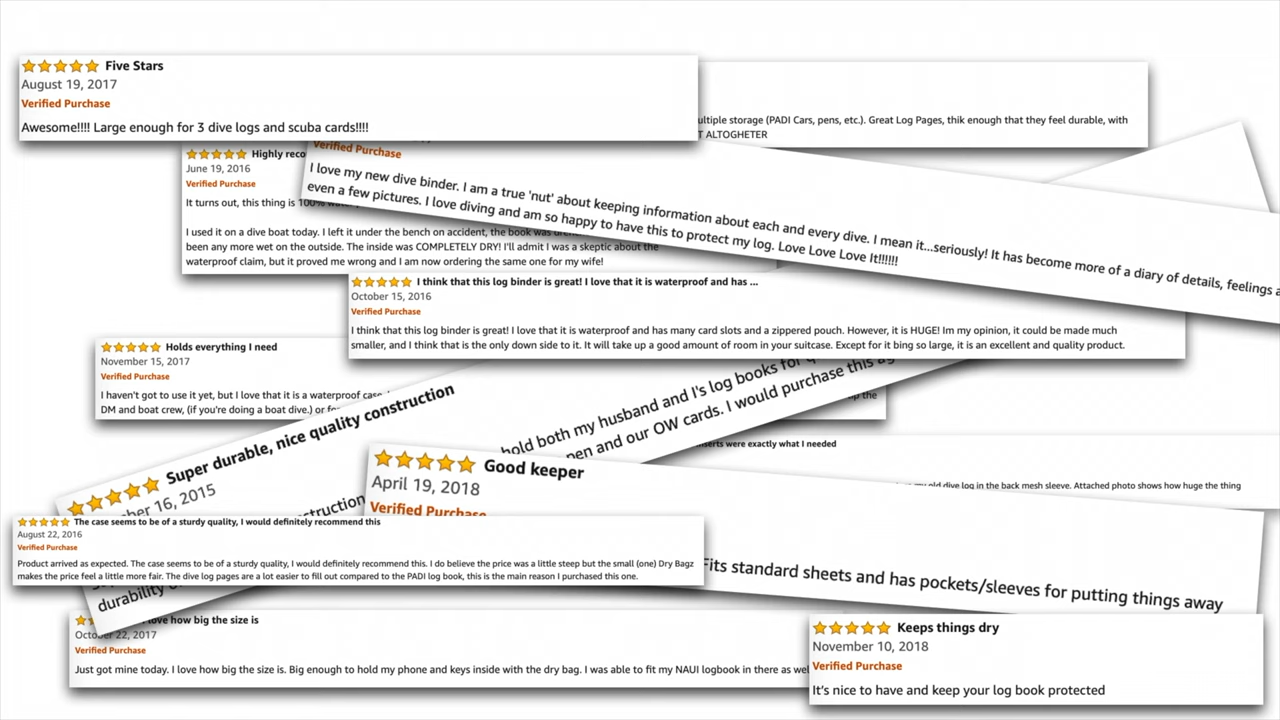 Five Stars
August 19, 2017
Verified Purchase
Awesome!!!! Large enough for 3 dive logs and scuba cards!!!!
storage (PADI Cars, pens, etc.). Great Log Pages, thik enough that they feel durable, with
ALTOGHETER
Highly
June 19, 2016
Verified Purchase
It turns out, this thing is 100%
I used it on a dive boat today. I left it under the bench on accident, the book was
been any more wet on the outside. The inside was COMPLETELY DRY! I'll admit I was a skeptic about the
waterproof claim, but it proved me wrong and I am now ordering the same one for my wife!
Verified Purchase
I love my new dive binder. I am a true 'nut' about keeping information about each and every dive. I mean it...seriously! It has become more of a diary of details, feelings
even a few pictures. I love diving and am so happy to have this to protect my log. Love Love Love It!!!!!!
I think that this log binder is great! I love that it is waterproof and has ...
October 15, 2016
Verified Purchase
I think that this log binder is great! I love that it is waterproof and has many card slots and a zippered pouch. However, it is HUGE! Im my opinion, it could be made much
smaller, and I think that is the only down side to it. It will take up a good amount of room in your suitcase. Except for it bing so large, it is an excellent and quality product.
Holds everything I need
November 15, 2017
Verified Purchase
I haven't got to use it yet, but I love that it is a waterproof case
DM and boat crew, (if you're doing a boat dive.) or
the
hold both my husband and I's log books for
and our OW cards. I would purchase this
Super durable, nice quality construction
16, 2015
durability
were exactly what I needed
old dive log in the back mesh sleeve. Attached photo shows how huge the thing
Good keeper
April 19, 2018
Verified Purchase
Fits standard sheets and has pockets/sleeves for putting things away
The case seems to be of a sturdy quality, I would definitely recommend this
August 22, 2016
Verified Purchase
Product arrived as expected. The case seems to be of a sturdy quality, I would definitely recommend this. I do believe the price was a little steep but the small (one) Dry Bagz
makes the price feel a little more fair. The dive log pages are a lot easier to fill out compared to the PADI log book, this is the main reason I purchased this one.
love how big the size is
October 22, 2017
Verified Purchase
Just got mine today. I love how big the size is. Big enough to hold my phone and keys inside with the dry bag. I was able to fit my NAUI logbook in there as
Keeps things dry
November 10, 2018
Verified Purchase
It's nice to have and keep your log book protected